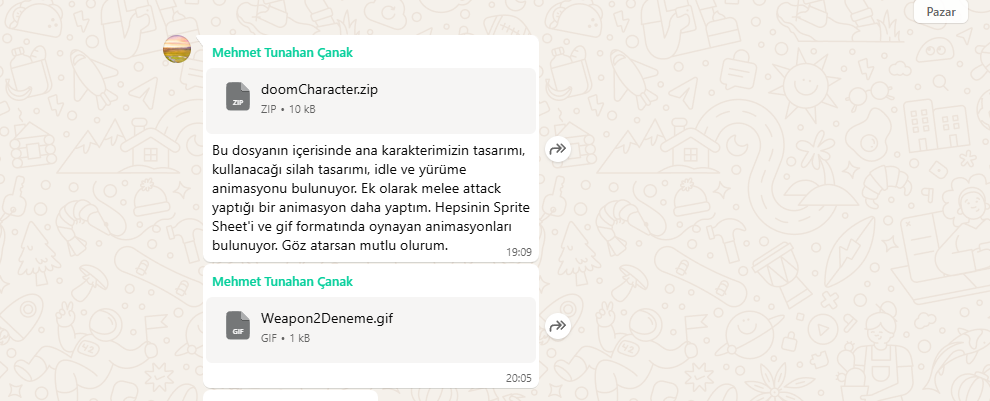 Pazar
Mehmet Tunahan Çanak
doomCharacter.zip
ZIP
ZIP • 10 kB
Bu dosyanın içerisinde ana karakterimizin tasarımı,
kullanacağı silah tasarımı, idle ve yürüme
animasyonu bulunuyor. Ek olarak melee attack
yaptığı bir animasyon daha yaptım. Hepsinin Sprite
Sheet'i ve gif formatında oynayan animasyonları
bulunuyor. Göz atarsan mutlu olurum.
19:09
Mehmet Tunahan Çanak
Weapon2Deneme.gif
GIF
GIF • 1 kB
20:05